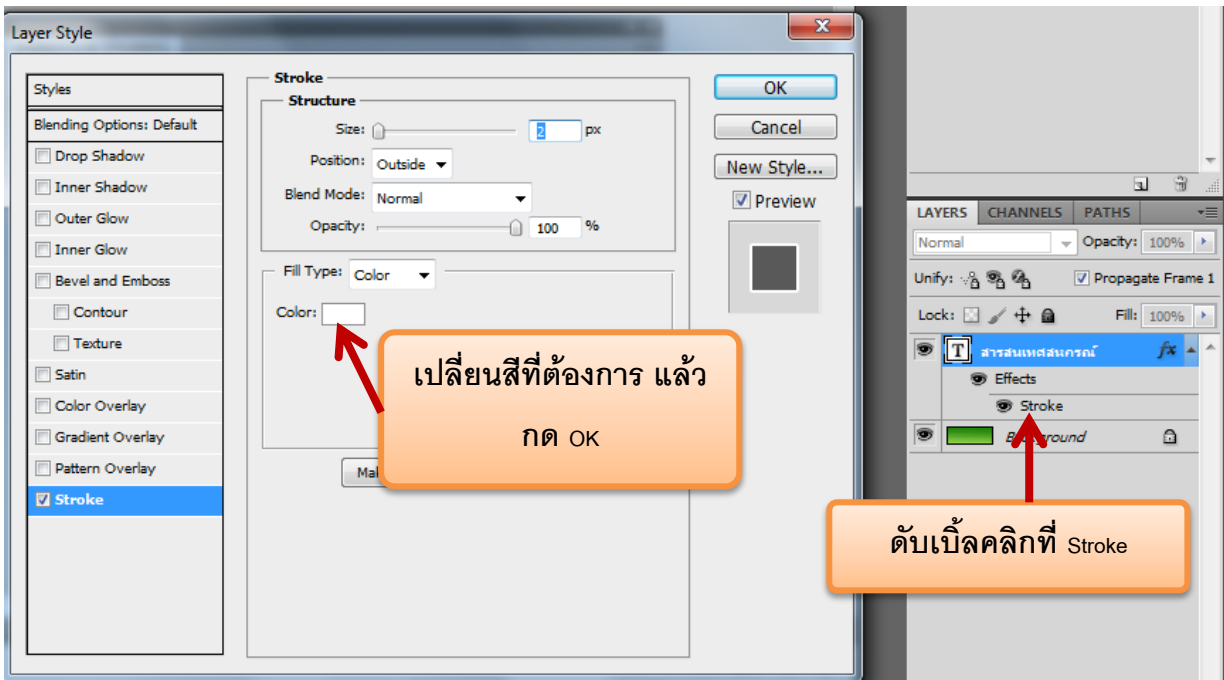 Layer Style
Styles
Blending Options: Default
Drop Shadow
Inner Shadow
Outer Glow
Inner Glow
Bevel and Emboss
Contour
Texture
Satin
Color Overlay
Gradient Overlay
Pattern Overlay
Stroke
Stroke
Structure
Size: 2 px
Position: Outside
Blend Mode: Normal
Opacity: 100 %
Fill Type: Color
Color:
เปลี่ยนสีที่ต้องการ แล้ว
กด OK
OK
Cancel
New Style...
Preview
LAYERS CHANNELS PATHS
Normal Opacity: 100%
Unify: Propagate Frame 1
Lock: Fill: 100%
T สารสนเทศสนกรณ์ fx
Effects
Stroke
ดับเบิ้ลคลิกที่ Stroke